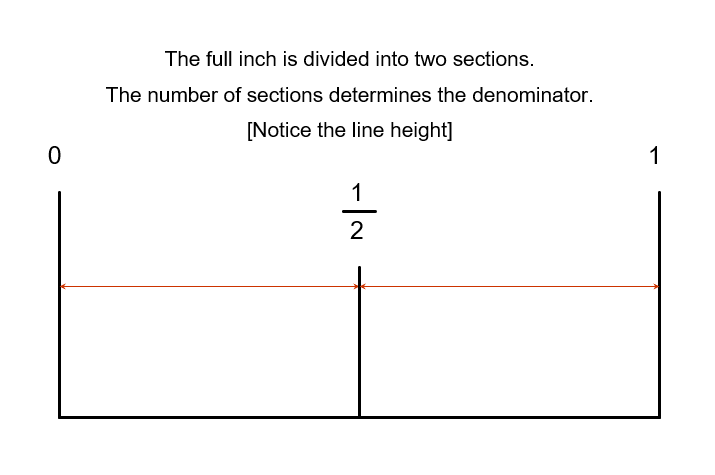 The full inch is divided into two sections.
The number of sections determines the denominator.
[Notice the line height]
0
1
1
2